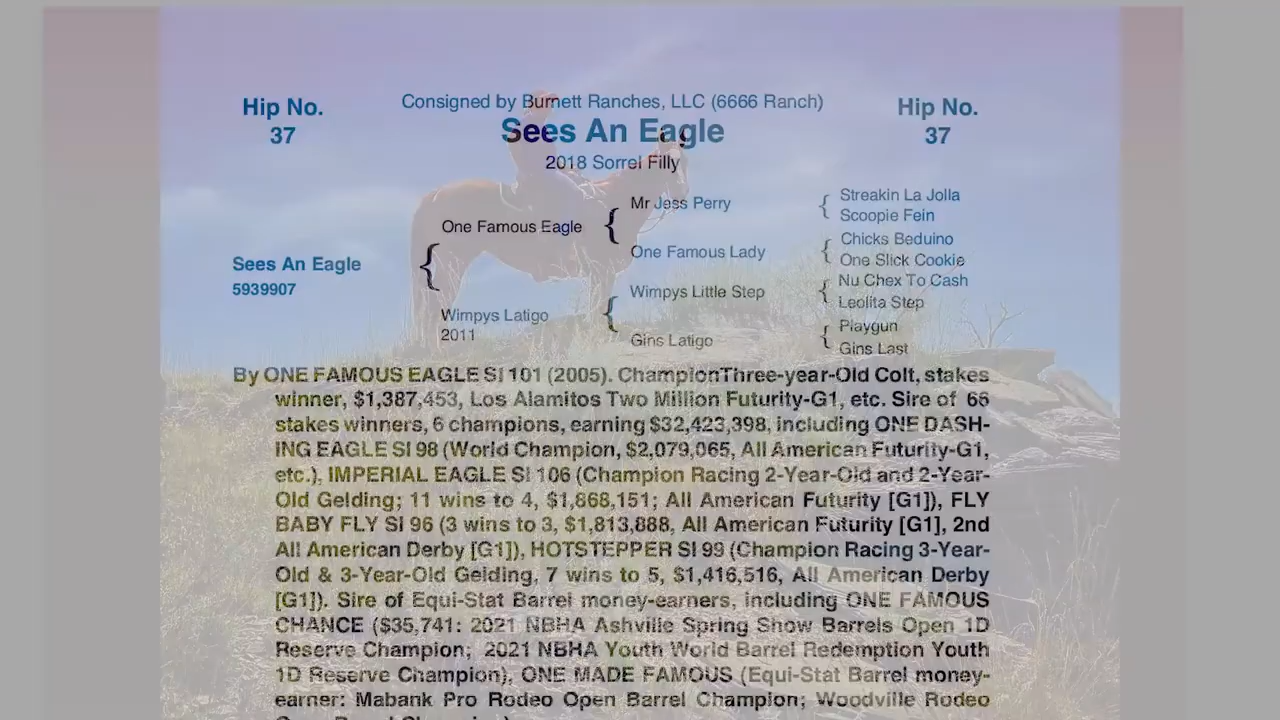 Hip No.
37
Consigned by Burnett Ranches, LLC (6666 Ranch)
Sees An Eagle
2018 Sorrel Filly
Hip No.
37
Sees An Eagle
5939907
One Famous Eagle
Wimpys Latigo
2011
Mr Jess Perry
One Famous Lady
Wimpys Little Step
Gins Latigo
Streakin La Jolla
Scoopie Fein
Chicks Beduino
One Slick Cookie
Nu Chex To Cash
Leolita Step
Playgun
Gins Last
By ONE FAMOUS EAGLE SI 101 (2005). ChampionThree-year-Old Colt, stakes
winner, $1,387,453, Los Alamitos Two Million Futurity-G1, etc. Sire of 66
stakes winners, 6 champions, earning $32,423,398, including ONE DASH-
ING EAGLE SI 98 (World Champion, $2,079,065, All American Futurity-G1,
etc.), IMPERIAL EAGLE SI 106 (Champion Racing 2-Year-Old and 2-Year-
Old Gelding; 11 wins to 4, $1,868,151; All American Futurity [G1]), FLY
BABY FLY SI 96 (3 wins to 3, $1,813,888, All American Futurity [G1], 2nd
All American Derby [G1]), HOTSTEPPER SI 99 (Champion Racing 3-Year-
Old & 3-Year-Old Gelding, 7 wins to 5, $1,416,516, All American Derby
[G1]). Sire of Equi-Stat Barrel money-earners, including ONE FAMOUS
CHANCE ($35,741: 2021 NBHA Ashville Spring Show Barrels Open 1D
Reserve Champion; 2021 NBHA Youth World Barrel Redemption Youth
1D Reserve Champion), ONE MADE FAMOUS (Equi-Stat Barrel money-
earner: Mabank Pro Rodeo Open Barrel Champion; Woodville Rodeo